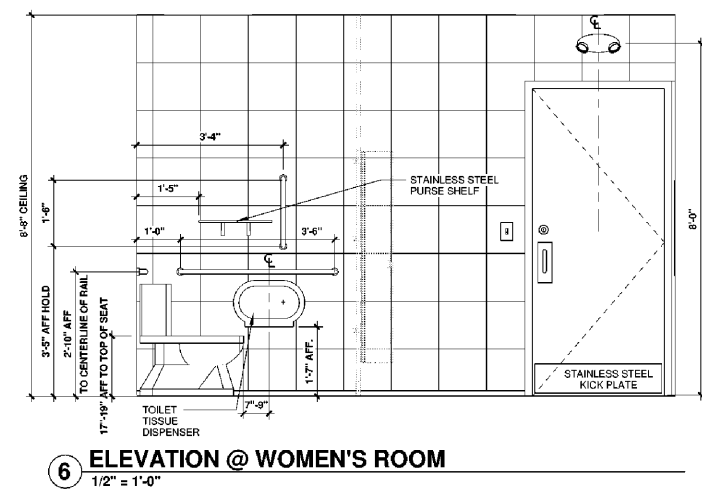 ℄
3'-4"
STAINLESS STEEL
PURSE SHELF
8'-8" CEILING
1'-6"
1'-5"
1'-0"
3'-6"
8'-0"
℄
3'-5" AFF HOLD
2'-10" AFF
TO CENTERLINE OF RAIL
17"-19" AFF TO TOP OF SEAT
1'-7" AFF.
STAINLESS STEEL
KICK PLATE
TOILET
TISSUE
DISPENSER
7"-9"
6
ELEVATION @ WOMEN'S ROOM
1/2" = 1'-0"